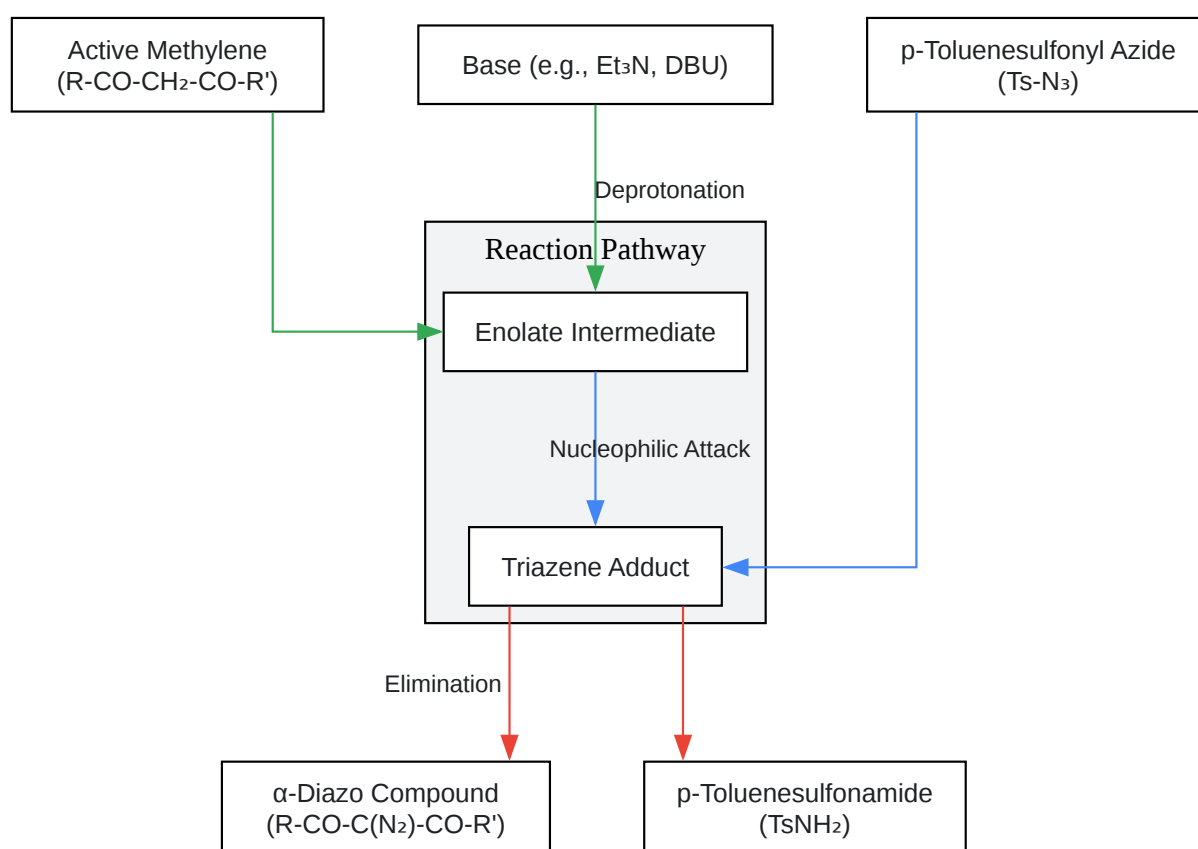 Active Methylene
(R-CO-CH₂-CO-R')
Base (e.g., Et₃N, DBU)
p-Toluenesulfonyl Azide
(Ts-N₃)
Deprotonation
Reaction Pathway
Enolate Intermediate
Nucleophilic Attack
Triazene Adduct
Elimination
α-Diazo Compound
(R-CO-C(N₂)-CO-R')
p-Toluenesulfonamide
(TsNH₂)